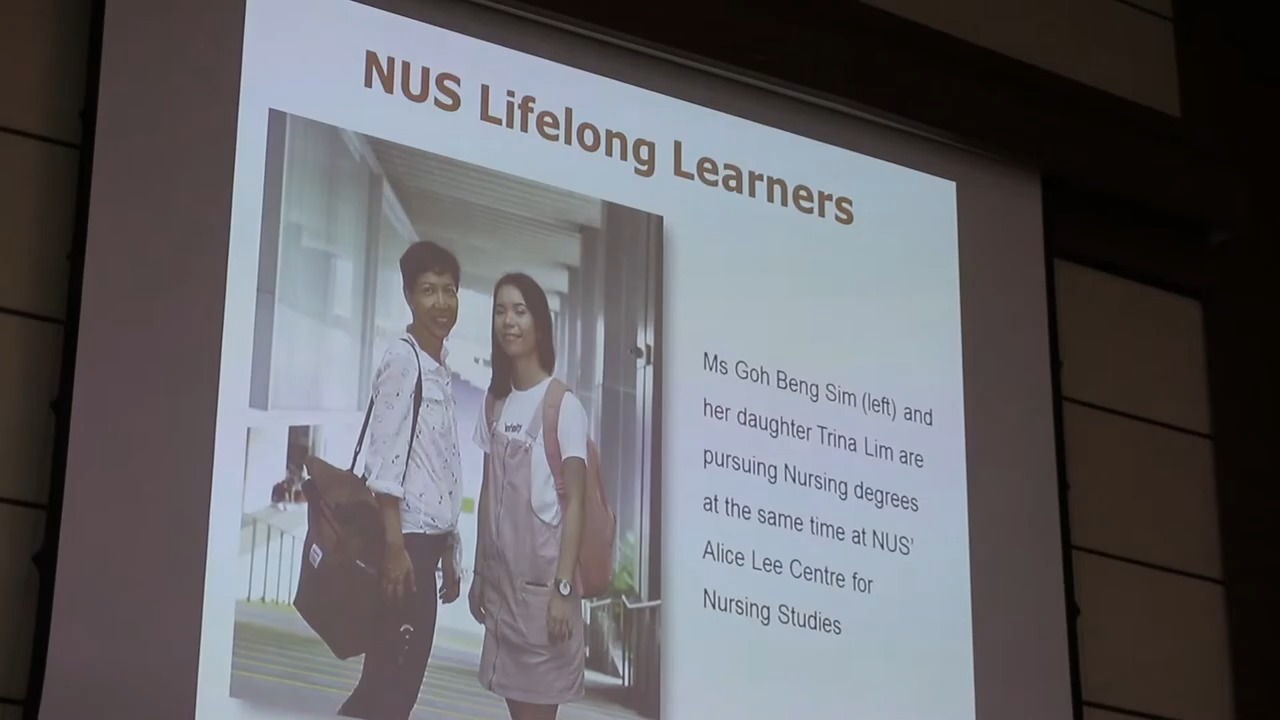 NUS Lifelong Learners
Ms Goh Beng Sim (left) and
her daughter Trina Lim are
pursuing Nursing degrees
at the same time at NUS'
Alice Lee Centre for
Nursing Studies